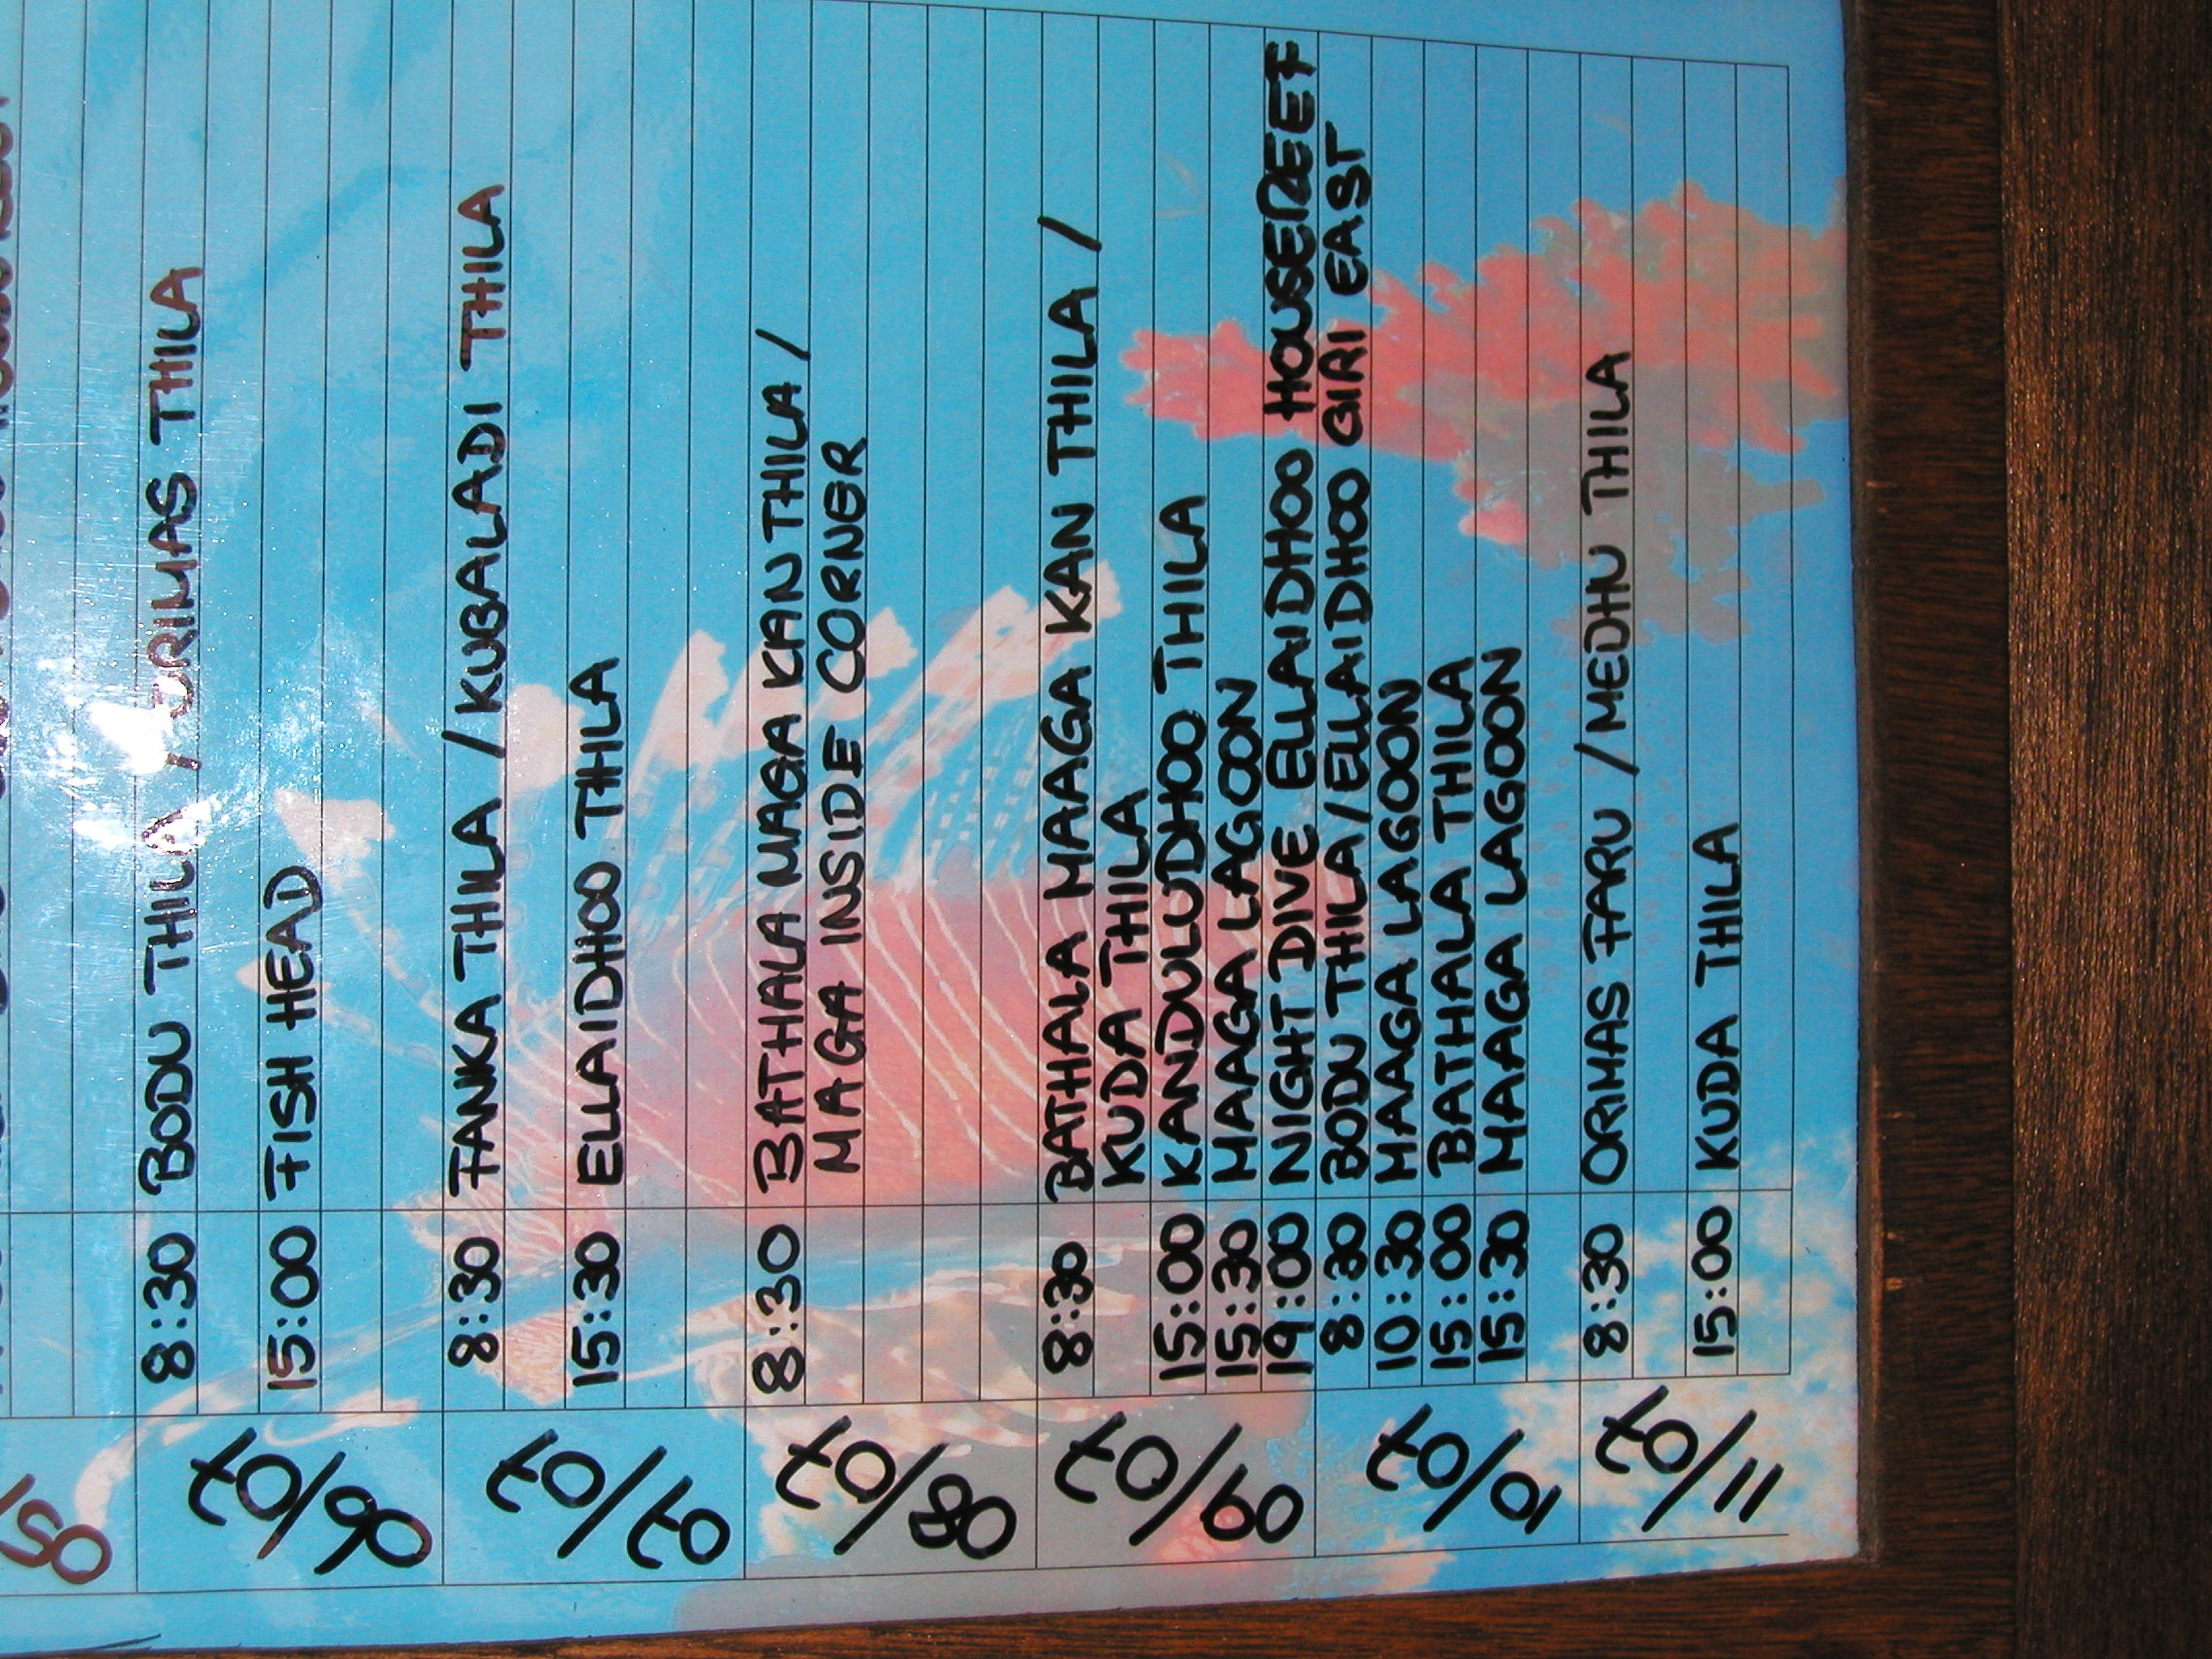 06/07
8:30 BODU THILA / ORIMAS THILA
15:00 FISH HEAD
07/07
8:30 FANKA THILA / KUBALADI THILA
15:30 ELLAIDHOO THILA
08/07
8:30 BATHALA MAGA KAN THILA /
MAGA INSIDE CORNER
09/07
8:30 BATHALA MAAGA KAN THILA /
KUDA THILA
15:00 KANDULUDHOO THILA
15:30 MAAGA LAGOON
19:00 NIGHT DIVE ELLAIDHOO HOUSEREEF
10/07
8:30 BODU THILA / ELLAIDHOO GIRI EAST
10:30 MAAGA LAGOON
15:00 BATHALA THILA
15:30 MAAGA LAGOON
11/07
8:30 ORIMAS FARU / MEDHU THILA
15:00 KUDA THILA